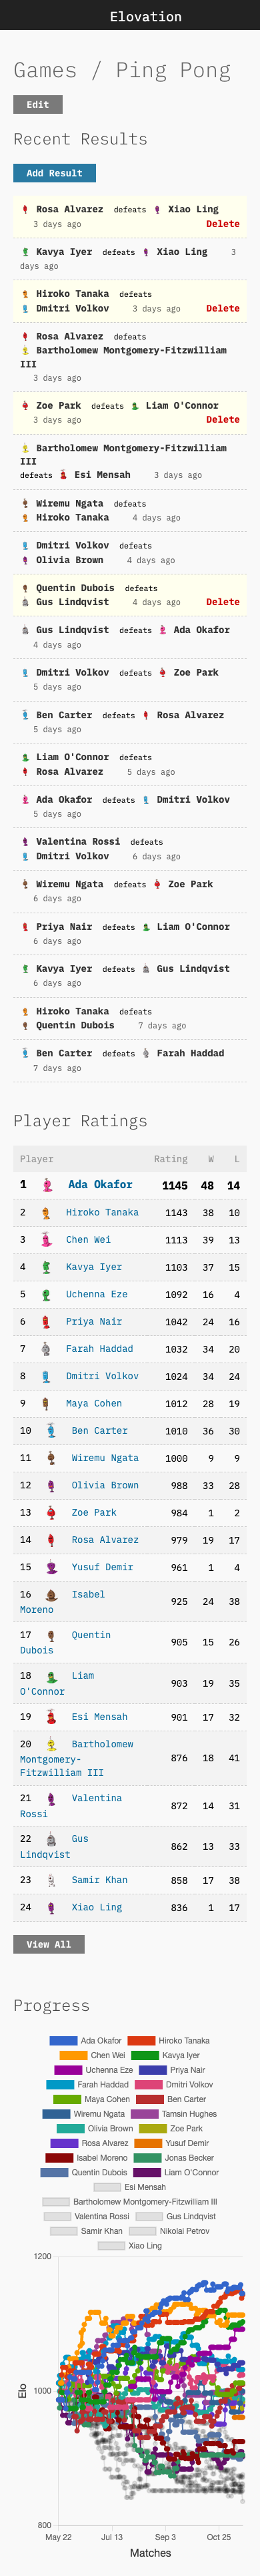 Elovation
Games / Ping Pong
Edit
Recent Results
Add Result
Rosa Alvarez defeats Xiao Ling
3 days ago Delete
Kavya Iyer defeats Xiao Ling 3
days ago
Hiroko Tanaka defeats
Dmitri Volkov 3 days ago Delete
Rosa Alvarez defeats
Bartholomew Montgomery-Fitzwilliam
III
3 days ago
Zoe Park defeats Liam O'Connor
3 days ago Delete
Bartholomew Montgomery-Fitzwilliam
III
defeats Esi Mensah 3 days ago
Wiremu Ngata defeats
Hiroko Tanaka 4 days ago
Dmitri Volkov defeats
Olivia Brown 4 days ago
Quentin Dubois defeats
Gus Lindqvist 4 days ago Delete
Gus Lindqvist defeats Ada Okafor
4 days ago
Dmitri Volkov defeats Zoe Park
5 days ago
Ben Carter defeats Rosa Alvarez
5 days ago
Liam O'Connor defeats
Rosa Alvarez 5 days ago
Ada Okafor defeats Dmitri Volkov
5 days ago
Valentina Rossi defeats
Dmitri Volkov 6 days ago
Wiremu Ngata defeats Zoe Park
6 days ago
Priya Nair defeats Liam O'Connor
6 days ago
Kavya Iyer defeats Gus Lindqvist
6 days ago
Hiroko Tanaka defeats
Quentin Dubois 7 days ago
Ben Carter defeats Farah Haddad
7 days ago
Player Ratings
Player Rating W L
1 Ada Okafor 1145 48 14
2 Hiroko Tanaka 1143 38 10
3 Chen Wei 1113 39 13
4 Kavya Iyer 1103 37 15
5 Uchenna Eze 1092 16 4
6 Priya Nair 1042 24 16
7 Farah Haddad 1032 34 20
8 Dmitri Volkov 1024 34 24
9 Maya Cohen 1012 28 19
10 Ben Carter 1010 36 30
11 Wiremu Ngata 1000 9 9
12 Olivia Brown 988 33 28
13 Zoe Park 984 1 2
14 Rosa Alvarez 979 19 17
15 Yusuf Demir 961 1 4
16 Isabel
Moreno 925 24 38
17 Quentin
Dubois 905 15 26
18 Liam
O'Connor 903 19 35
19 Esi Mensah 901 17 32
20 Bartholomew
Montgomery-
Fitzwilliam III 876 18 41
21 Valentina
Rossi 872 14 31
22 Gus
Lindqvist 862 13 33
23 Samir Khan 858 17 38
24 Xiao Ling 836 1 17
View All
Progress
Ada Okafor Hiroko Tanaka
Chen Wei Kavya Iyer
Uchenna Eze Priya Nair
Farah Haddad Dmitri Volkov
Maya Cohen Ben Carter
Wiremu Ngata Tamsin Hughes
Olivia Brown Zoe Park
Rosa Alvarez Yusuf Demir
Isabel Moreno Jonas Becker
Quentin Dubois Liam O'Connor
Esi Mensah
Bartholomew Montgomery-Fitzwilliam III
Valentina Rossi Gus Lindqvist
Samir Khan Nikolai Petrov
Xiao Ling
1200
1000
800
Elo
May 22 Jul 13 Sep 3 Oct 25
Matches